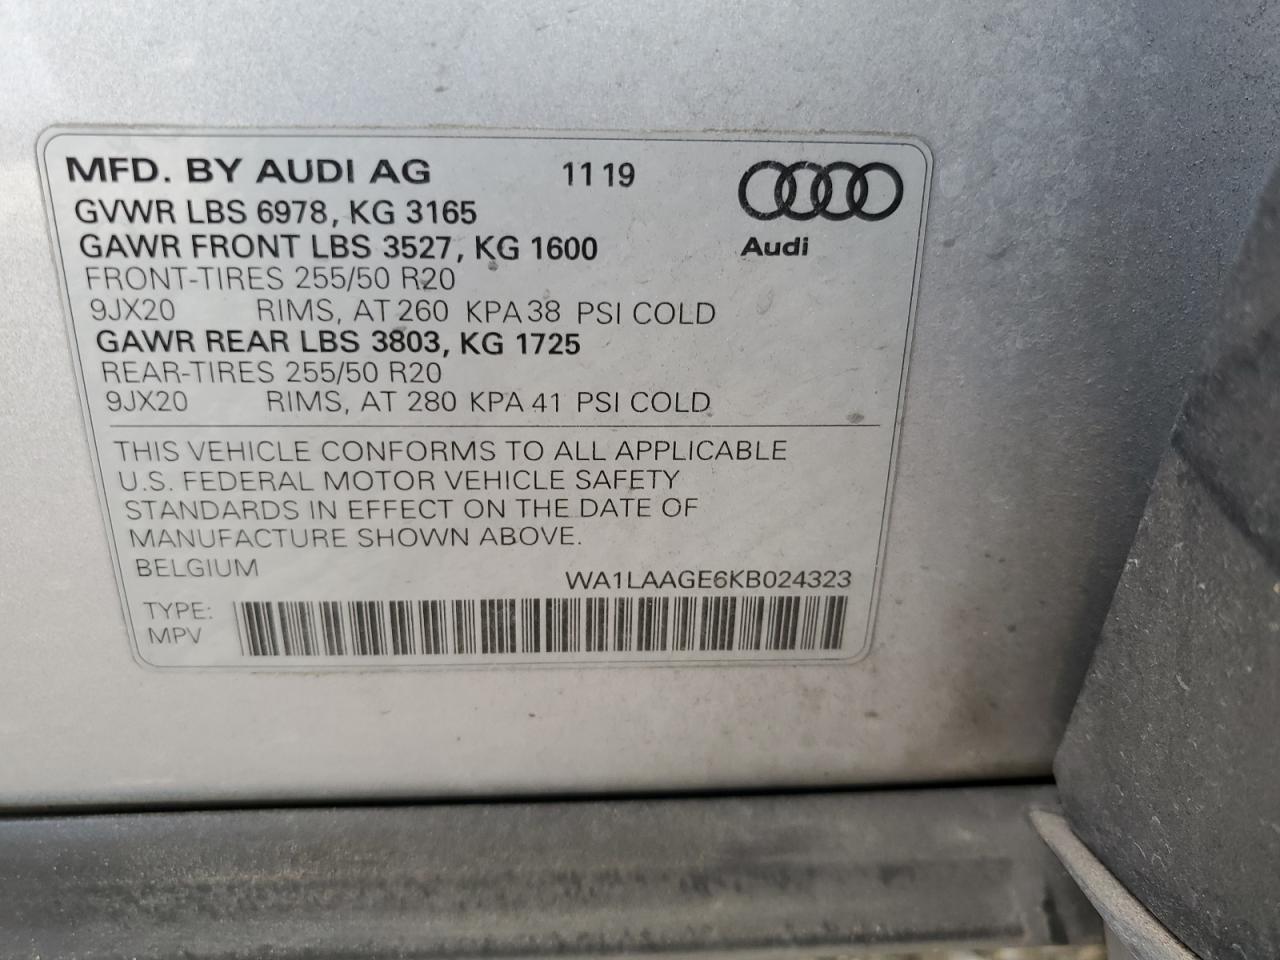 MFD. BY AUDI AG 11 19
GVWR LBS 6978, KG 3165
GAWR FRONT LBS 3527, KG 1600
Audi
FRONT-TIRES 255/50 R20
9JX20 RIMS, AT 260 KPA 38 PSI COLD
GAWR REAR LBS 3803, KG 1725
REAR-TIRES 255/50 R20
9JX20 RIMS, AT 280 KPA 41 PSI COLD
THIS VEHICLE CONFORMS TO ALL APPLICABLE
U.S. FEDERAL MOTOR VEHICLE SAFETY
STANDARDS IN EFFECT ON THE DATE OF
MANUFACTURE SHOWN ABOVE.
BELGIUM WA1LAAGE6KB024323
TYPE:
MPV